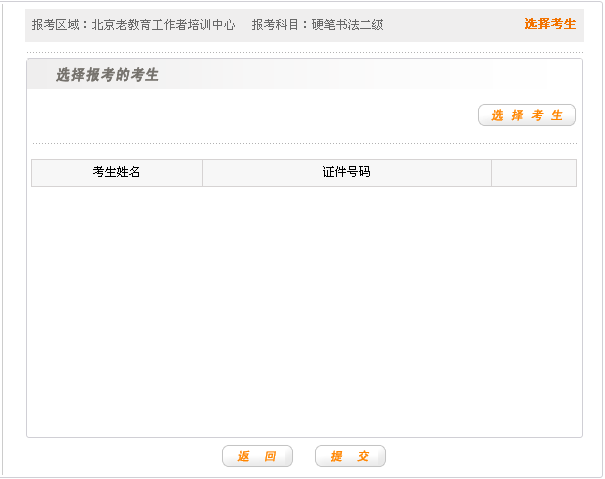 报考区域：北京老教育工作者培训中心 报考科目：硬笔书法二级 选择考生
选择报考的考生
选择考生
考生姓名 证件号码
返回 提交